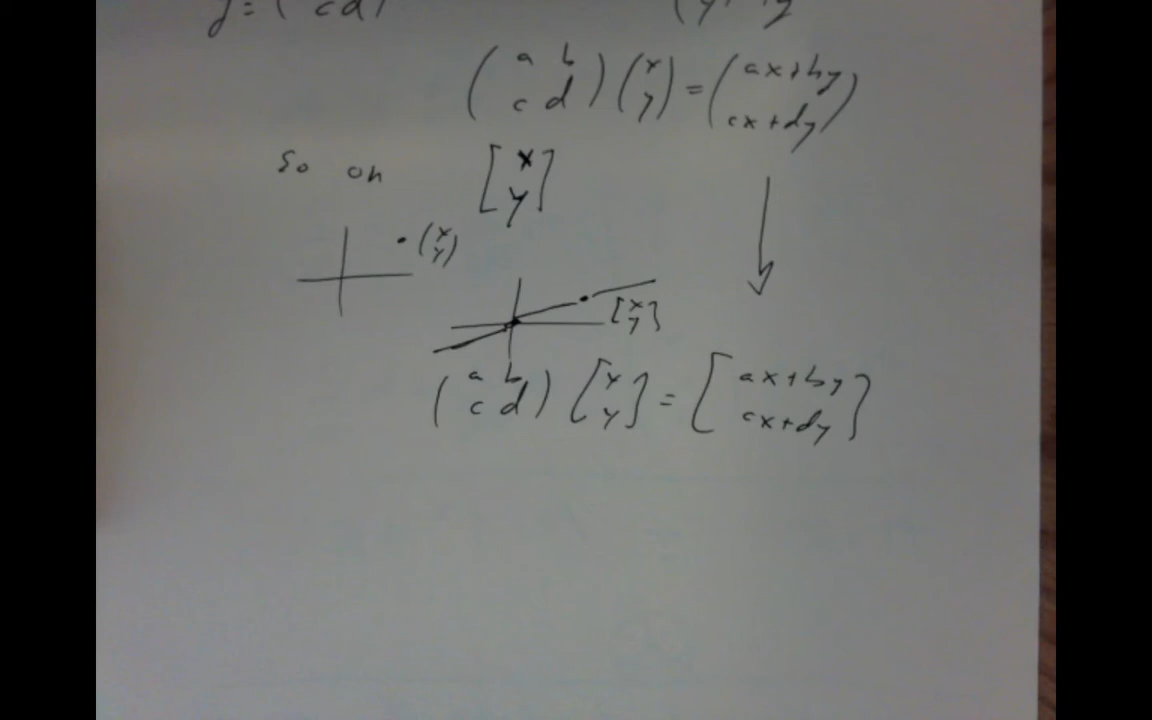 g = ( c d )
( a b
c d ) ( x
y ) = ( ax+by
cx+dy )
So on [ x
y ]
( x
y )
[ x
y ]
( a b
c d ) [ x
y ] = [ ax+by
cx+dy ]